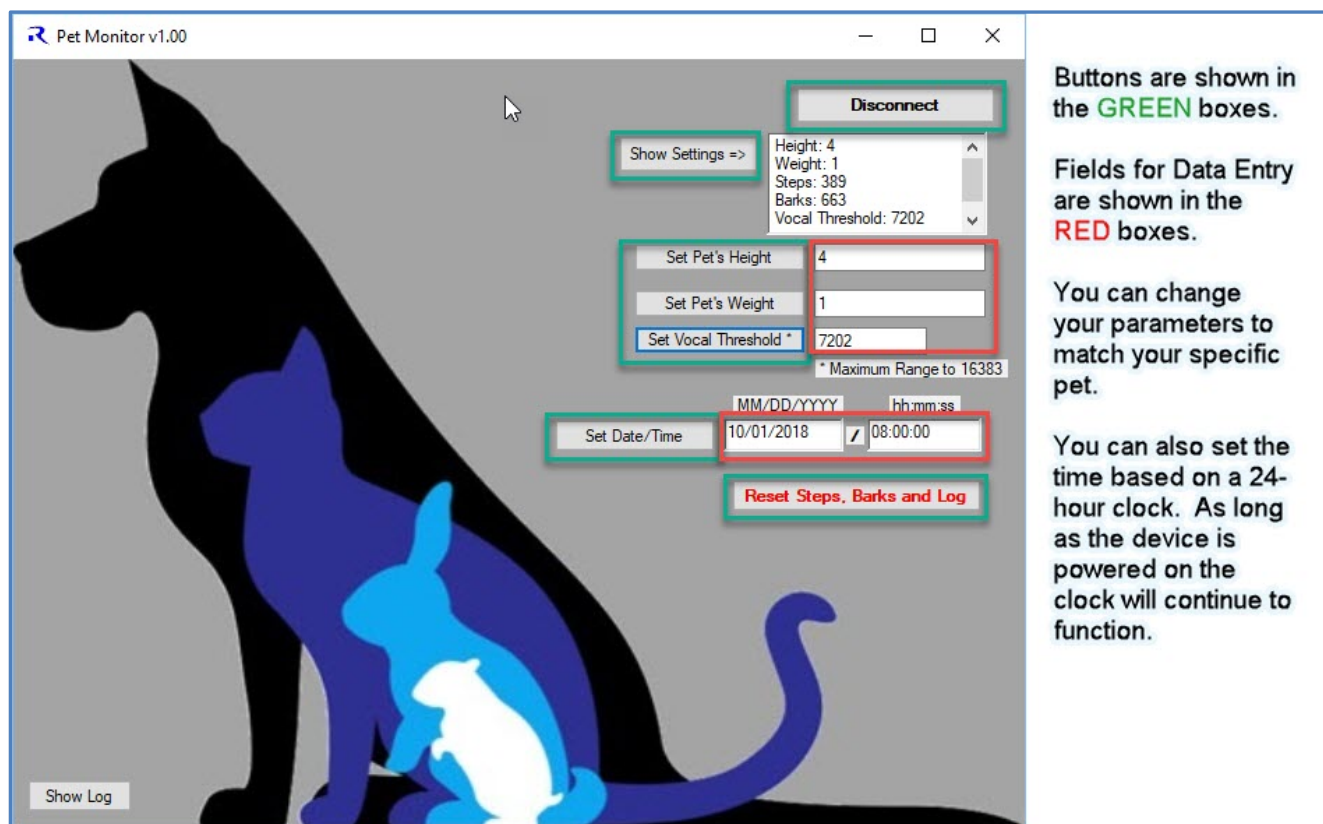 Pet Monitor v1.00
Disconnect
Show Settings =>
Height: 4
Weight: 1
Steps: 389
Barks: 663
Vocal Threshold: 7202
Set Pet's Height
4
Set Pet's Weight
1
Set Vocal Threshold *
7202
* Maximum Range to 16383
MM/DD/YYYY hh:mm:ss
Set Date/Time
10/01/2018 / 08:00:00
Reset Steps, Barks and Log
Show Log
Buttons are shown in
the GREEN boxes.
Fields for Data Entry
are shown in the
RED boxes.
You can change
your parameters to
match your specific
pet.
You can also set the
time based on a 24-
hour clock. As long
as the device is
powered on the
clock will continue to
function.